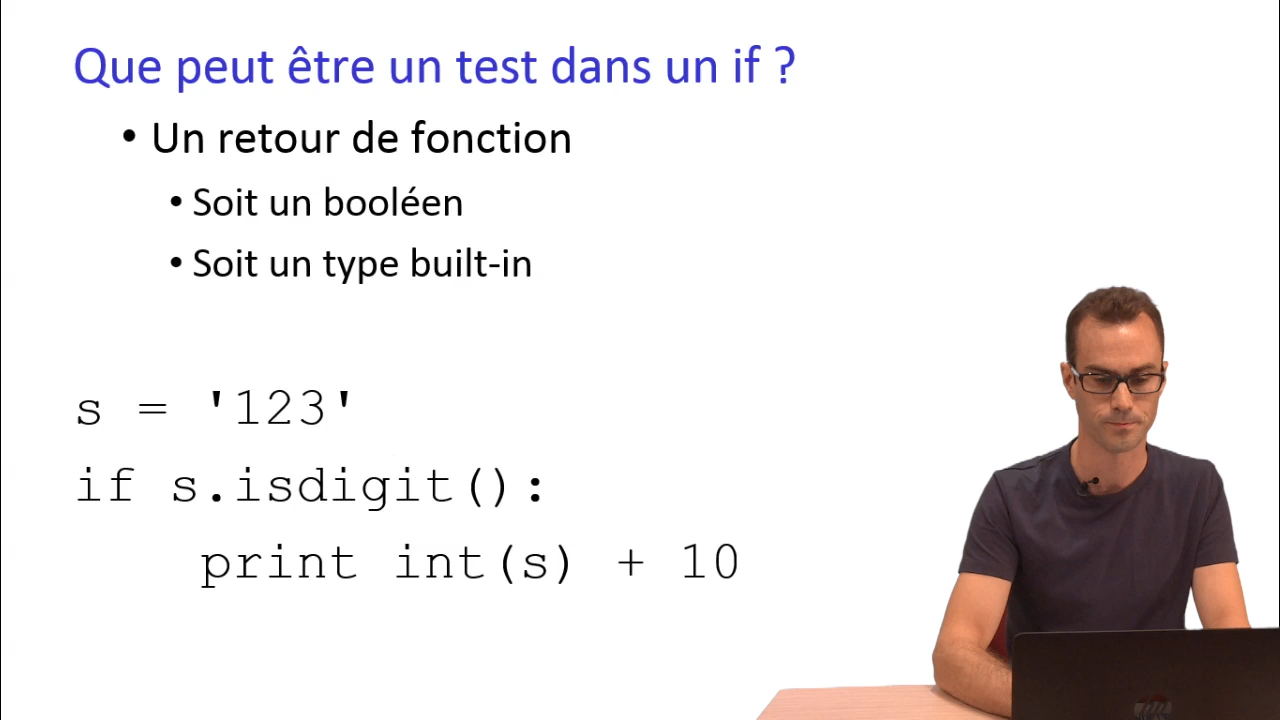 Que peut être un test dans un if ?
• Un retour de fonction
• Soit un booléen
• Soit un type built-in
s = '123'
if s.isdigit():
    print int(s) + 10